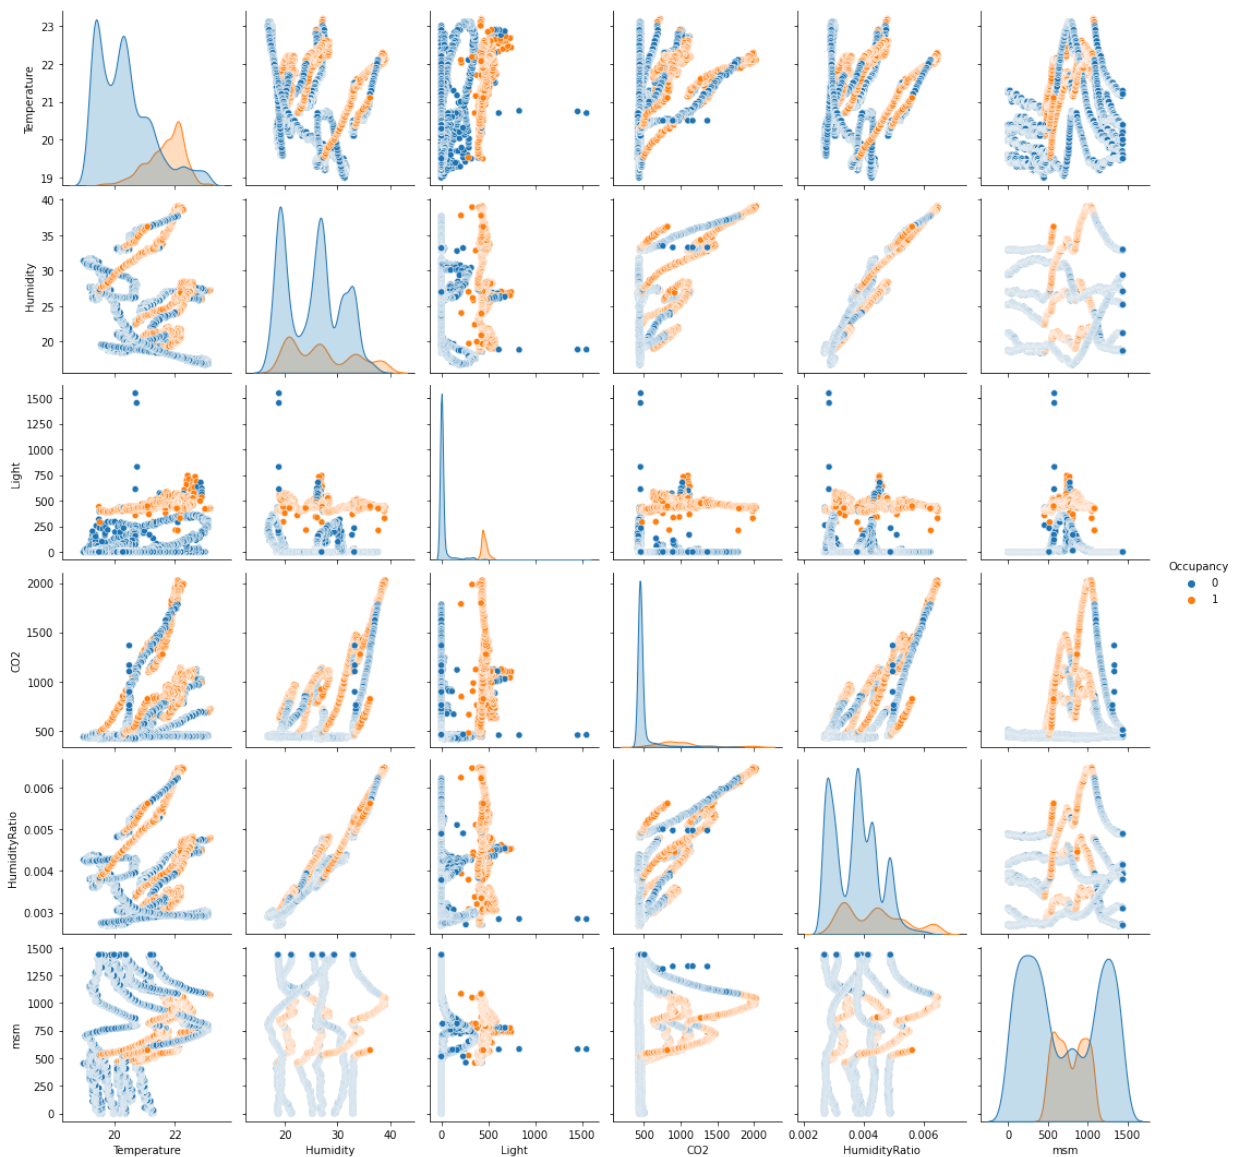 23
22
21
20
19
Temperature
40
35
30
25
20
Humidity
1500
1250
1000
750
500
250
0
Light
Occupancy
0
1
2000
1500
1000
500
CO2
0.006
0.005
0.004
0.003
HumidityRatio
1500
1250
1000
750
500
250
0
msm
20 22
20 30 40
0 500 1000 1500
500 1000 1500 2000
0.002 0.004 0.006
0 500 1000 1500
Temperature Humidity Light CO2 HumidityRatio msm